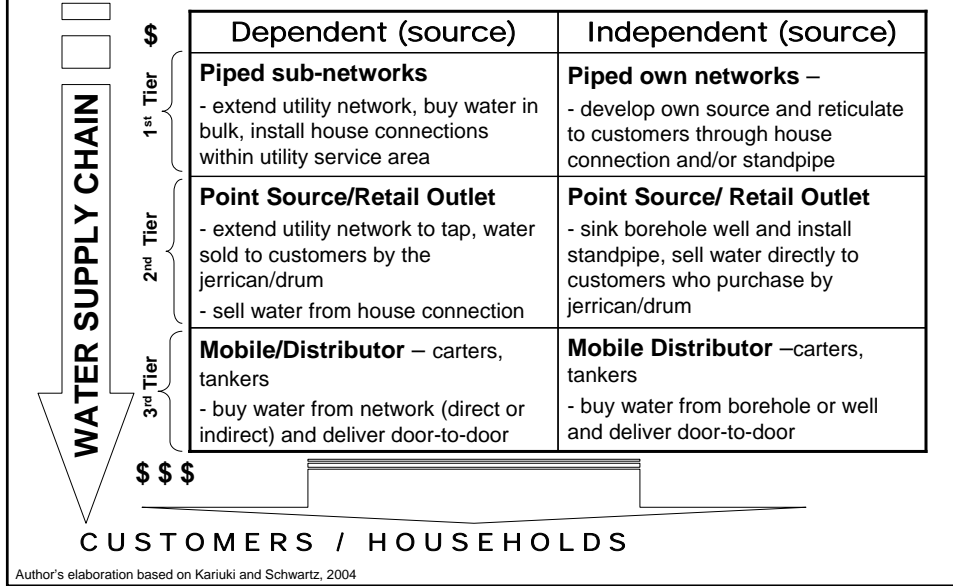 $
Dependent (source)
Independent (source)
WATER SUPPLY CHAIN
1st Tier
Piped sub-networks
- extend utility network, buy water in
bulk, install house connections
within utility service area
Piped own networks –
- develop own source and reticulate
to customers through house
connection and/or standpipe
2nd Tier
Point Source/Retail Outlet
- extend utility network to tap, water
sold to customers by the
jerrican/drum
- sell water from house connection
Point Source/ Retail Outlet
- sink borehole well and install
standpipe, sell water directly to
customers who purchase by
jerrican/drum
3rd Tier
Mobile/Distributor – carters,
tankers
- buy water from network (direct or
indirect) and deliver door-to-door
Mobile Distributor –carters,
tankers
- buy water from borehole or well
and deliver door-to-door
$ $ $
CUSTOMERS / HOUSEHOLDS
Author's elaboration based on Kariuki and Schwartz, 2004